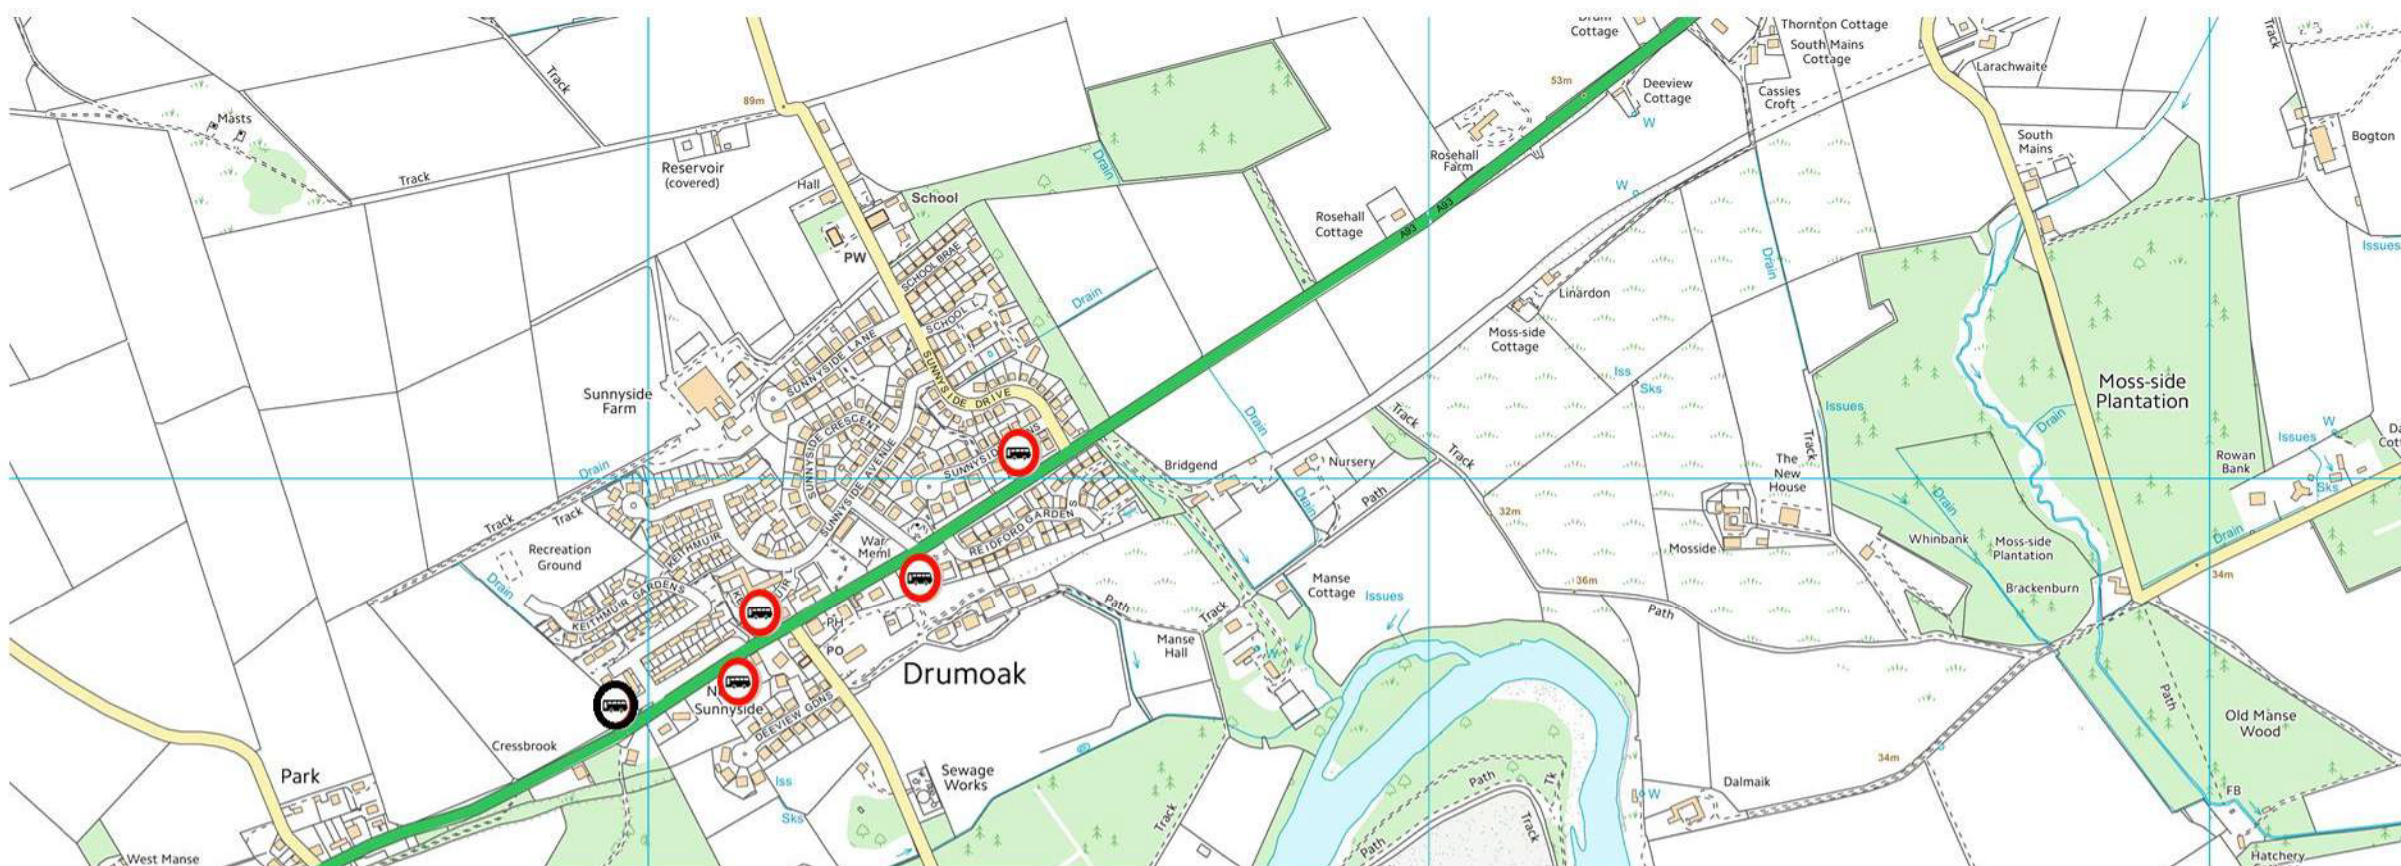 Drum
Cottage
Thornton Cottage
South Mains
Cottage
Larachwaite
Track
Track
Masts
89m
53m
Deeview
Cottage
W
Cassies
Croft
South
Mains
Bogton
Reservoir
(covered)
Track
Drain
Rosehall
Farm
Hall
School
W
Rosehall
Cottage
A93
A93
PW
SCHOOL BRAE
Drain
Drain
Issues
Linardon
SCHOOL
Moss-side
Cottage
SUNNYSIDE LANE
SUNNYSIDE DRIVE
Sunnyside
Farm
Iss
Sks
Moss-side
Plantation
Issues
Drain
Track
Drain
SUNNYSIDE CRESCENT
SUNNYSIDE AVENUE
W
Issues
Drain
Bridgend
Nursery
Track
Track
The
New
House
Rowan
Bank
Sks
Path
Drain
Drain
Track
Track
32m
REIDFORD GARDENS
War
Meml
KEITHMUIR
Recreation
Ground
Drain
Mosside
Whinbank
Moss-side
Plantation
Drain
34m
KEITHMUIR GARDENS
Manse
Cottage
Issues
36m
Path
Brackenburn
Path
Track
PH
PO
Manse
Hall
W
Drumoak
Sunnyside
DEEVIEW GDNS
Path
Old Manse
Wood
Cressbrook
Park
Iss
Sks
Sewage
Works
Path
Tk
Track
Track
Path
W
Dalmaik
34m
FB
West Manse
Hatchery